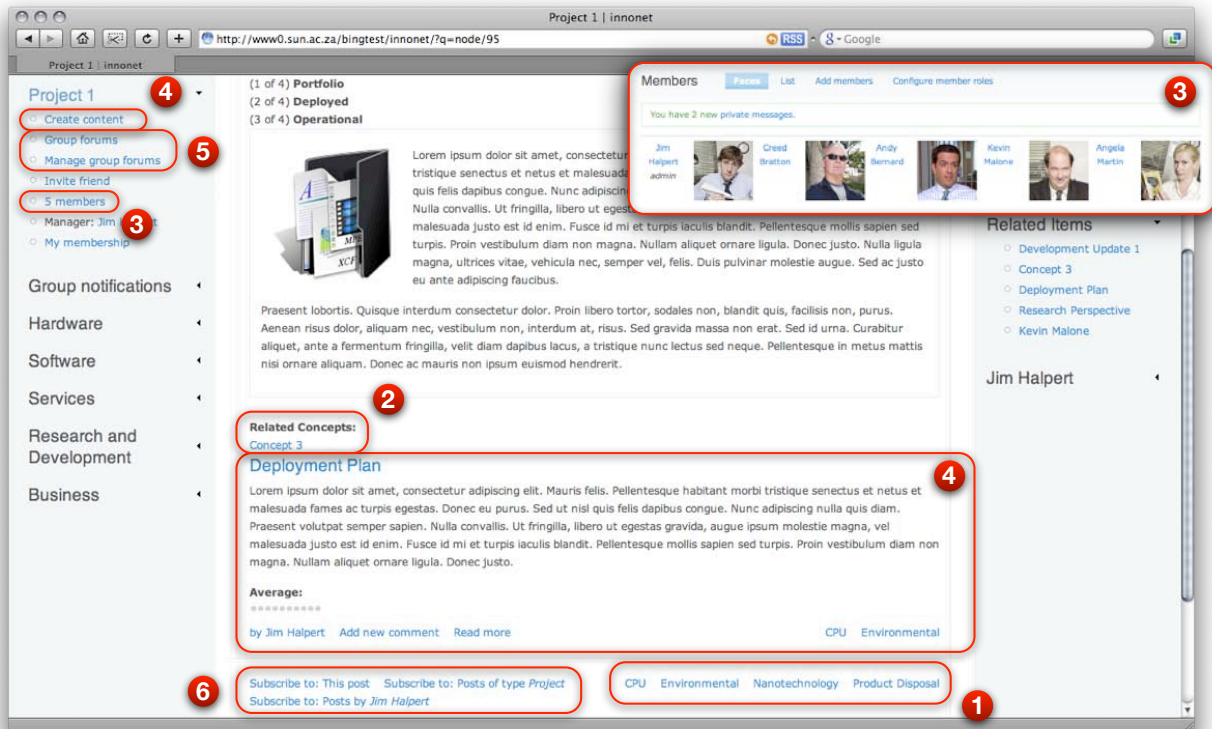 Project 1 | innonet
http://www0.sun.ac.za/bingtest/innonet/?q=node/95
RSS
Google
Project 1 | innonet
Project 1
4
Create content
Group forums
Manage group forums
5
Invite friend
5 members
3
Manager: Jim
My membership
Group notifications
Hardware
Software
Services
Research and
Development
Business
(1 of 4) Portfolio
(2 of 4) Deployed
(3 of 4) Operational
Lorem ipsum dolor sit amet, consectetur
tristique senectus et netus et malesuada
quis felis dapibus congue. Nunc adipiscin
Nulla convallis. Ut fringilla, libero ut egest
malesuada justo est id enim. Fusce id mi et turpis iaculis blandit. Pellentesque mollis sapien sed
turpis. Proin vestibulum diam non magna. Nullam aliquet ornare ligula. Donec justo. Nulla ligula
magna, ultrices vitae, vehicula nec, semper vel, felis. Duis pulvinar molestie augue. Sed ac justo
eu ante adipiscing faucibus.
Praesent lobortis. Quisque interdum consectetur dolor. Proin libero tortor, sodales non, blandit quis, facilisis non, purus.
Aenean risus dolor, aliquam nec, vestibulum non, interdum at, risus. Sed gravida massa non erat. Sed id urna. Curabitur
aliquet, ante a fermentum fringilla, velit diam dapibus lacus, a tristique nunc lectus sed neque. Pellentesque in metus mattis
nisi ornare aliquam. Donec ac mauris non ipsum euismod hendrerit.
2
Related Concepts:
Concept 3
Deployment Plan
4
Lorem ipsum dolor sit amet, consectetur adipiscing elit. Mauris felis. Pellentesque habitant morbi tristique senectus et netus et
malesuada fames ac turpis egestas. Donec eu purus. Sed ut nisl quis felis dapibus congue. Nunc adipiscing nulla quis diam.
Praesent volutpat semper sapien. Nulla convallis. Ut fringilla, libero ut egestas gravida, augue ipsum molestie magna, vel
malesuada justo est id enim. Fusce id mi et turpis iaculis blandit. Pellentesque mollis sapien sed turpis. Proin vestibulum diam non
magna. Nullam aliquet ornare ligula. Donec justo.
Average:
by Jim Halpert Add new comment Read more CPU Environmental
6
Subscribe to: This post Subscribe to: Posts of type Project
Subscribe to: Posts by Jim Halpert
CPU Environmental Nanotechnology Product Disposal
1
Members Faces List Add members Configure member roles
3
You have 2 new private messages.
Jim
Halpert
admin
Creed
Bratton
Andy
Bernard
Kevin
Malone
Angela
Martin
Related Items
Development Update 1
Concept 3
Deployment Plan
Research Perspective
Kevin Malone
Jim Halpert